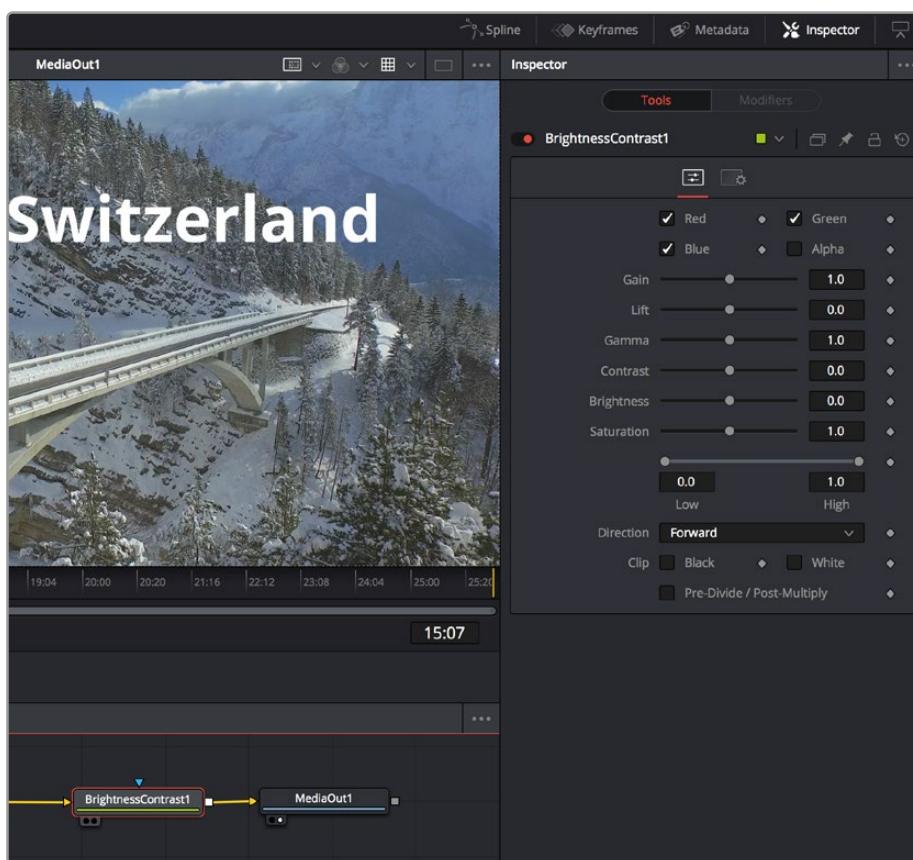 Spline Keyframes Metadata Inspector
MediaOut1
Inspector
Tools Modifiers
BrightnessContrast1
Switzerland
Red Green
Blue Alpha
Gain 1.0
Lift 0.0
Gamma 1.0
Contrast 0.0
Brightness 0.0
Saturation 1.0
0.0 1.0
Low High
Direction Forward
Clip Black White
Pre-Divide / Post-Multiply
19:04 20:00 20:20 21:16 22:12 23:08 24:04 25:00 25:20
15:07
BrightnessContrast1 MediaOut1